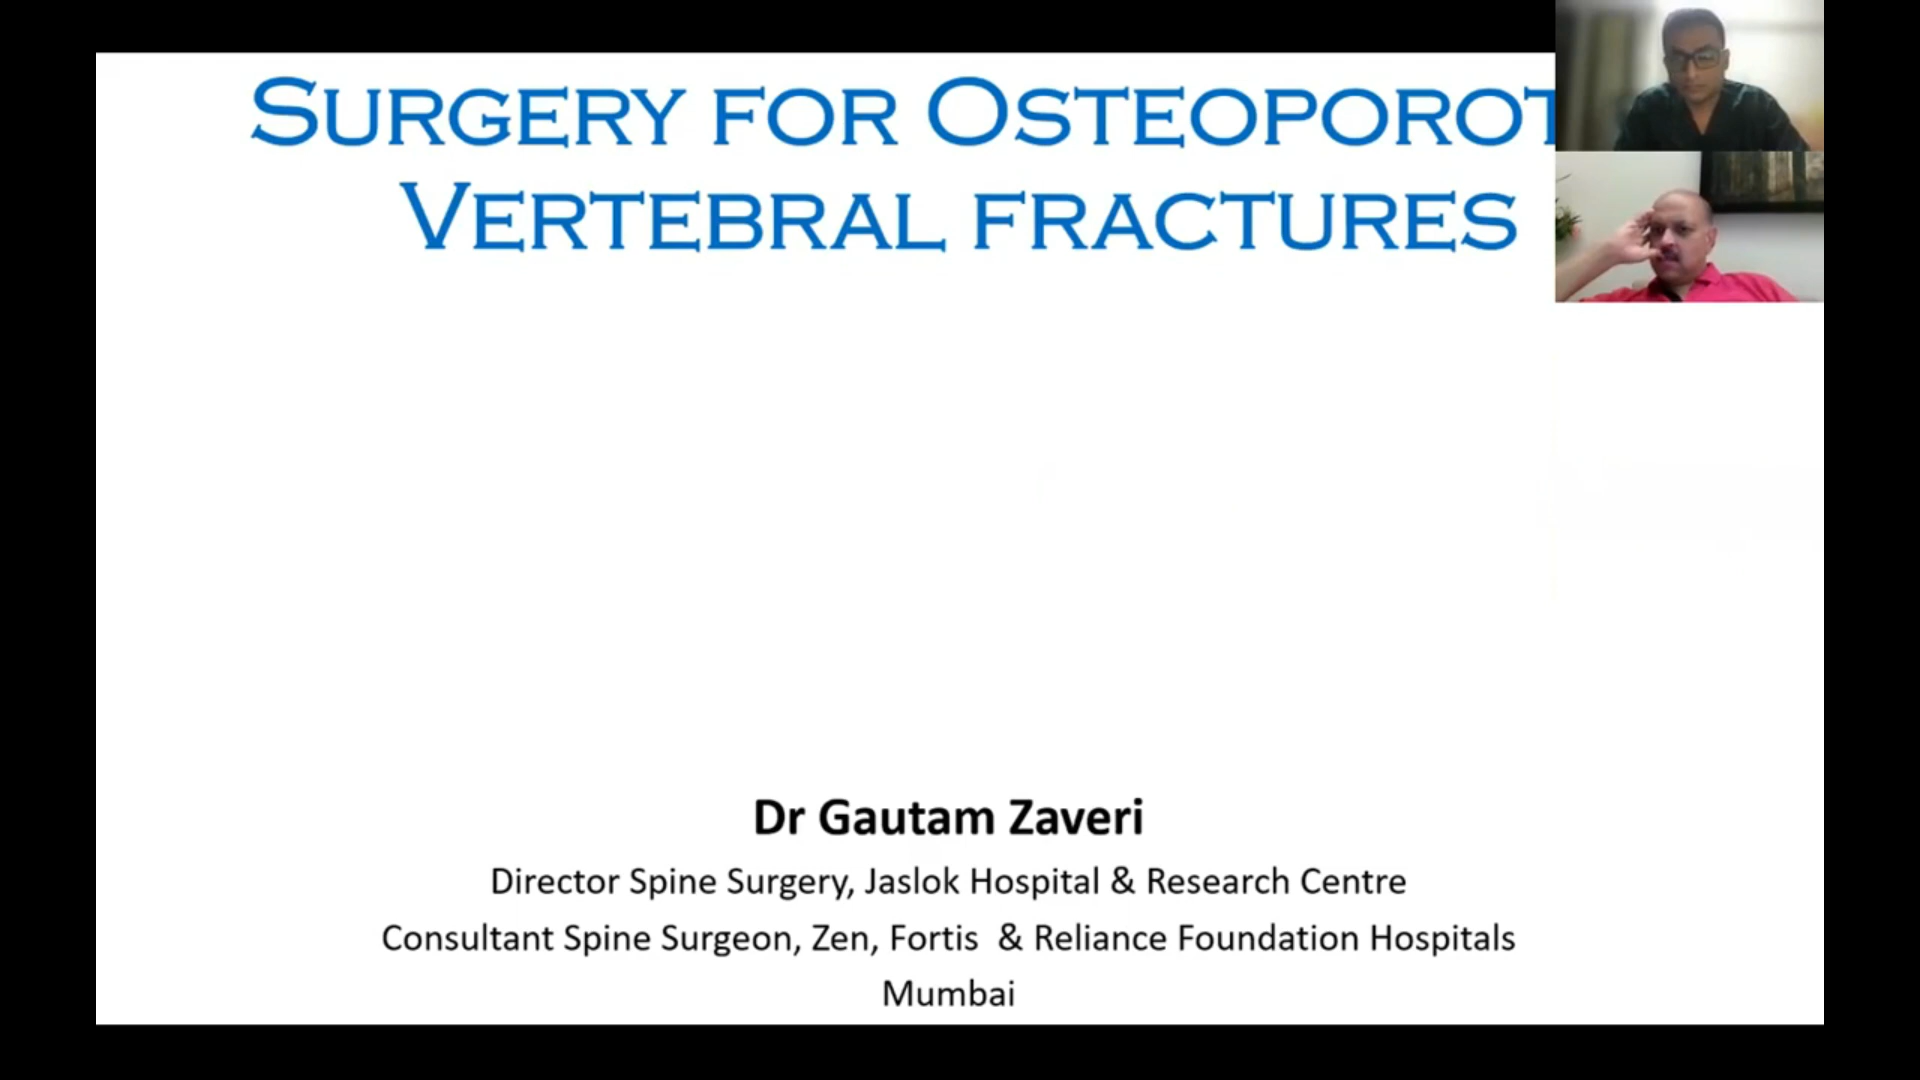 SURGERY FOR OSTEOPOROT
VERTEBRAL FRACTURES
Dr Gautam Zaveri
Director Spine Surgery, Jaslok Hospital & Research Centre
Consultant Spine Surgeon, Zen, Fortis & Reliance Foundation Hospitals
Mumbai